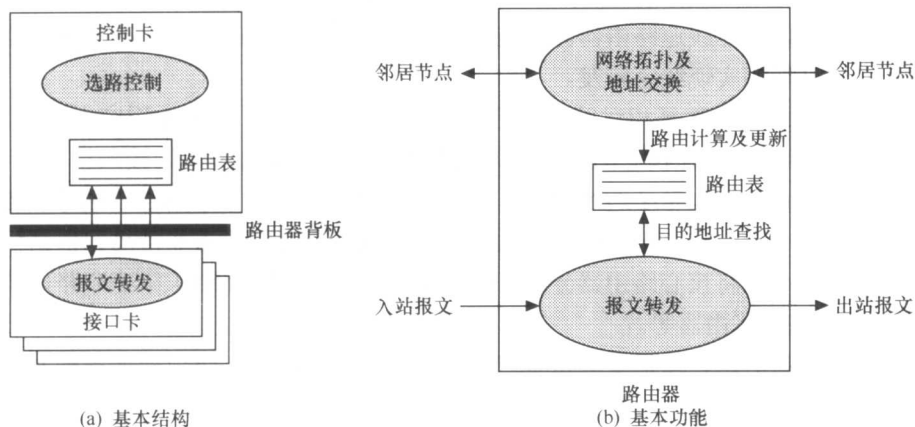 控制卡
选路控制
路由表
路由器背板
报文转发
接口卡
(a) 基本结构
网络拓扑及
地址交换
邻居节点
邻居节点
路由计算及更新
路由表
目的地址查找
入站报文
报文转发
出站报文
路由器
(b) 基本功能